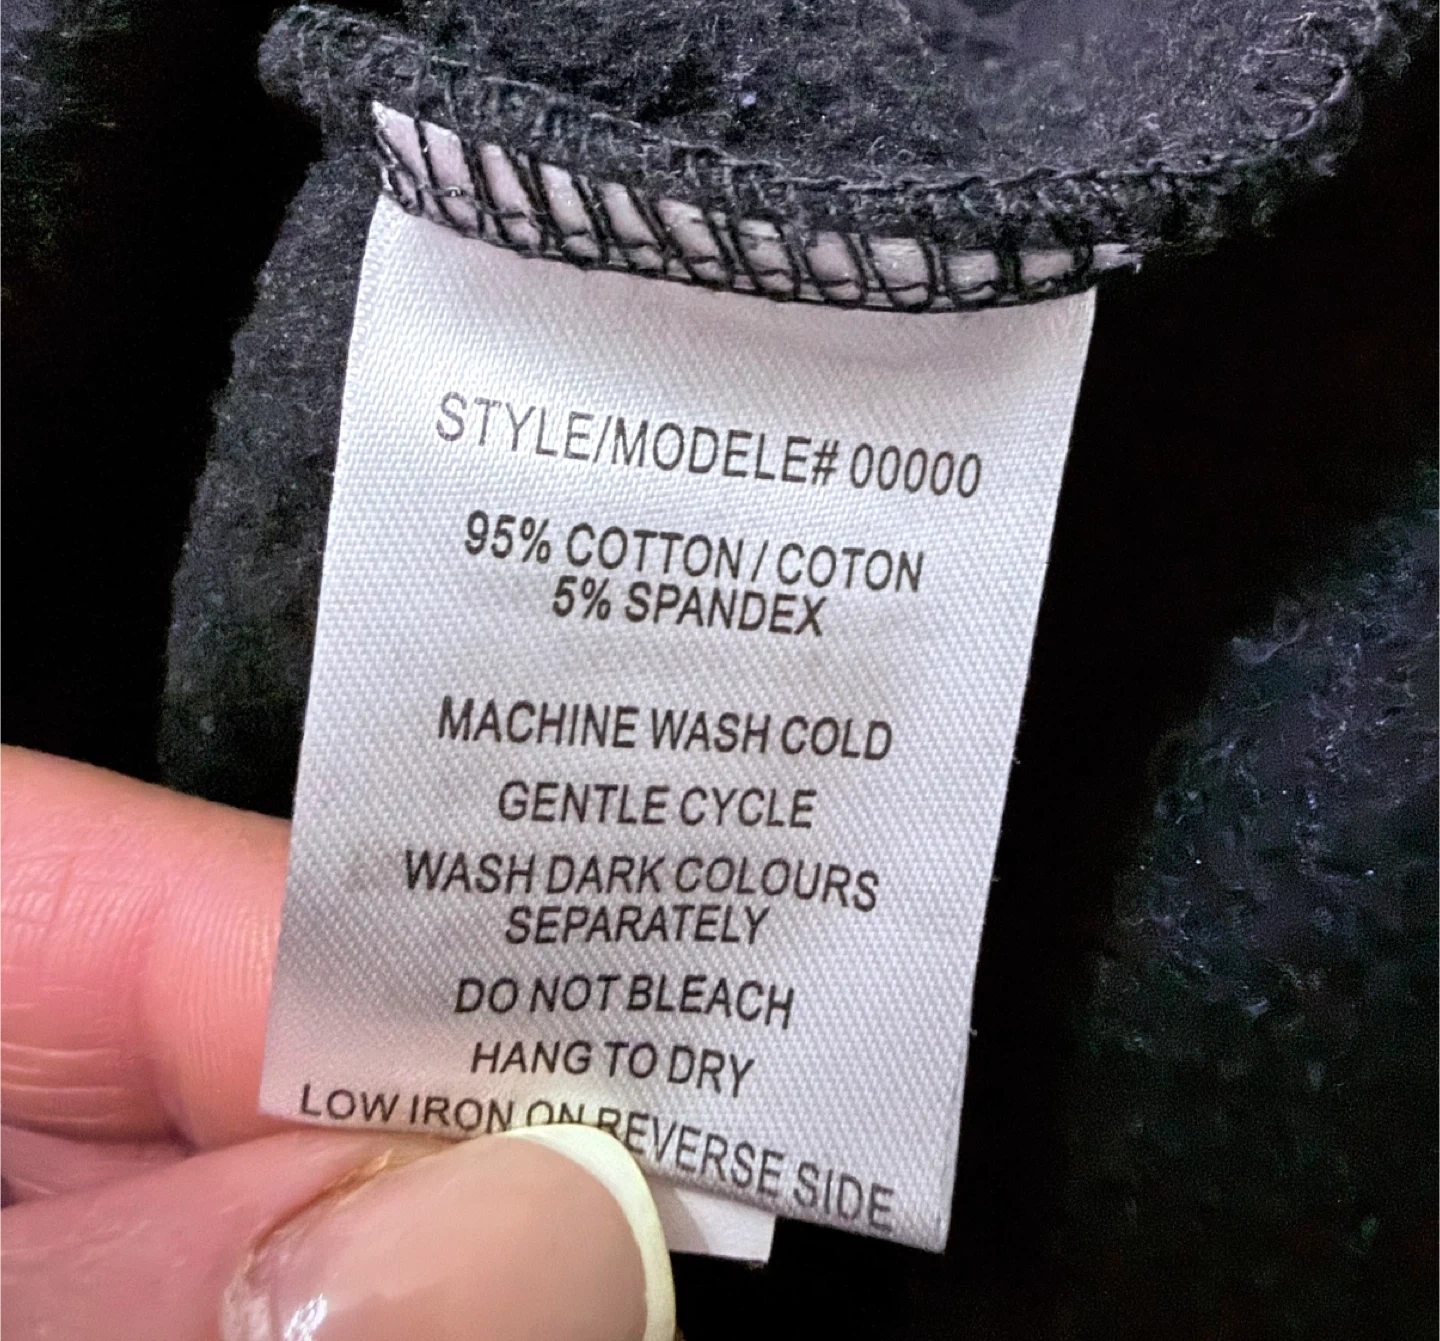 STYLE/MODELE# 00000
95% COTTON / COTON
5% SPANDEX
MACHINE WASH COLD
GENTLE CYCLE
WASH DARK COLOURS
SEPARATELY
DO NOT BLEACH
HANG TO DRY
LOW IRON ON REVERSE SIDE